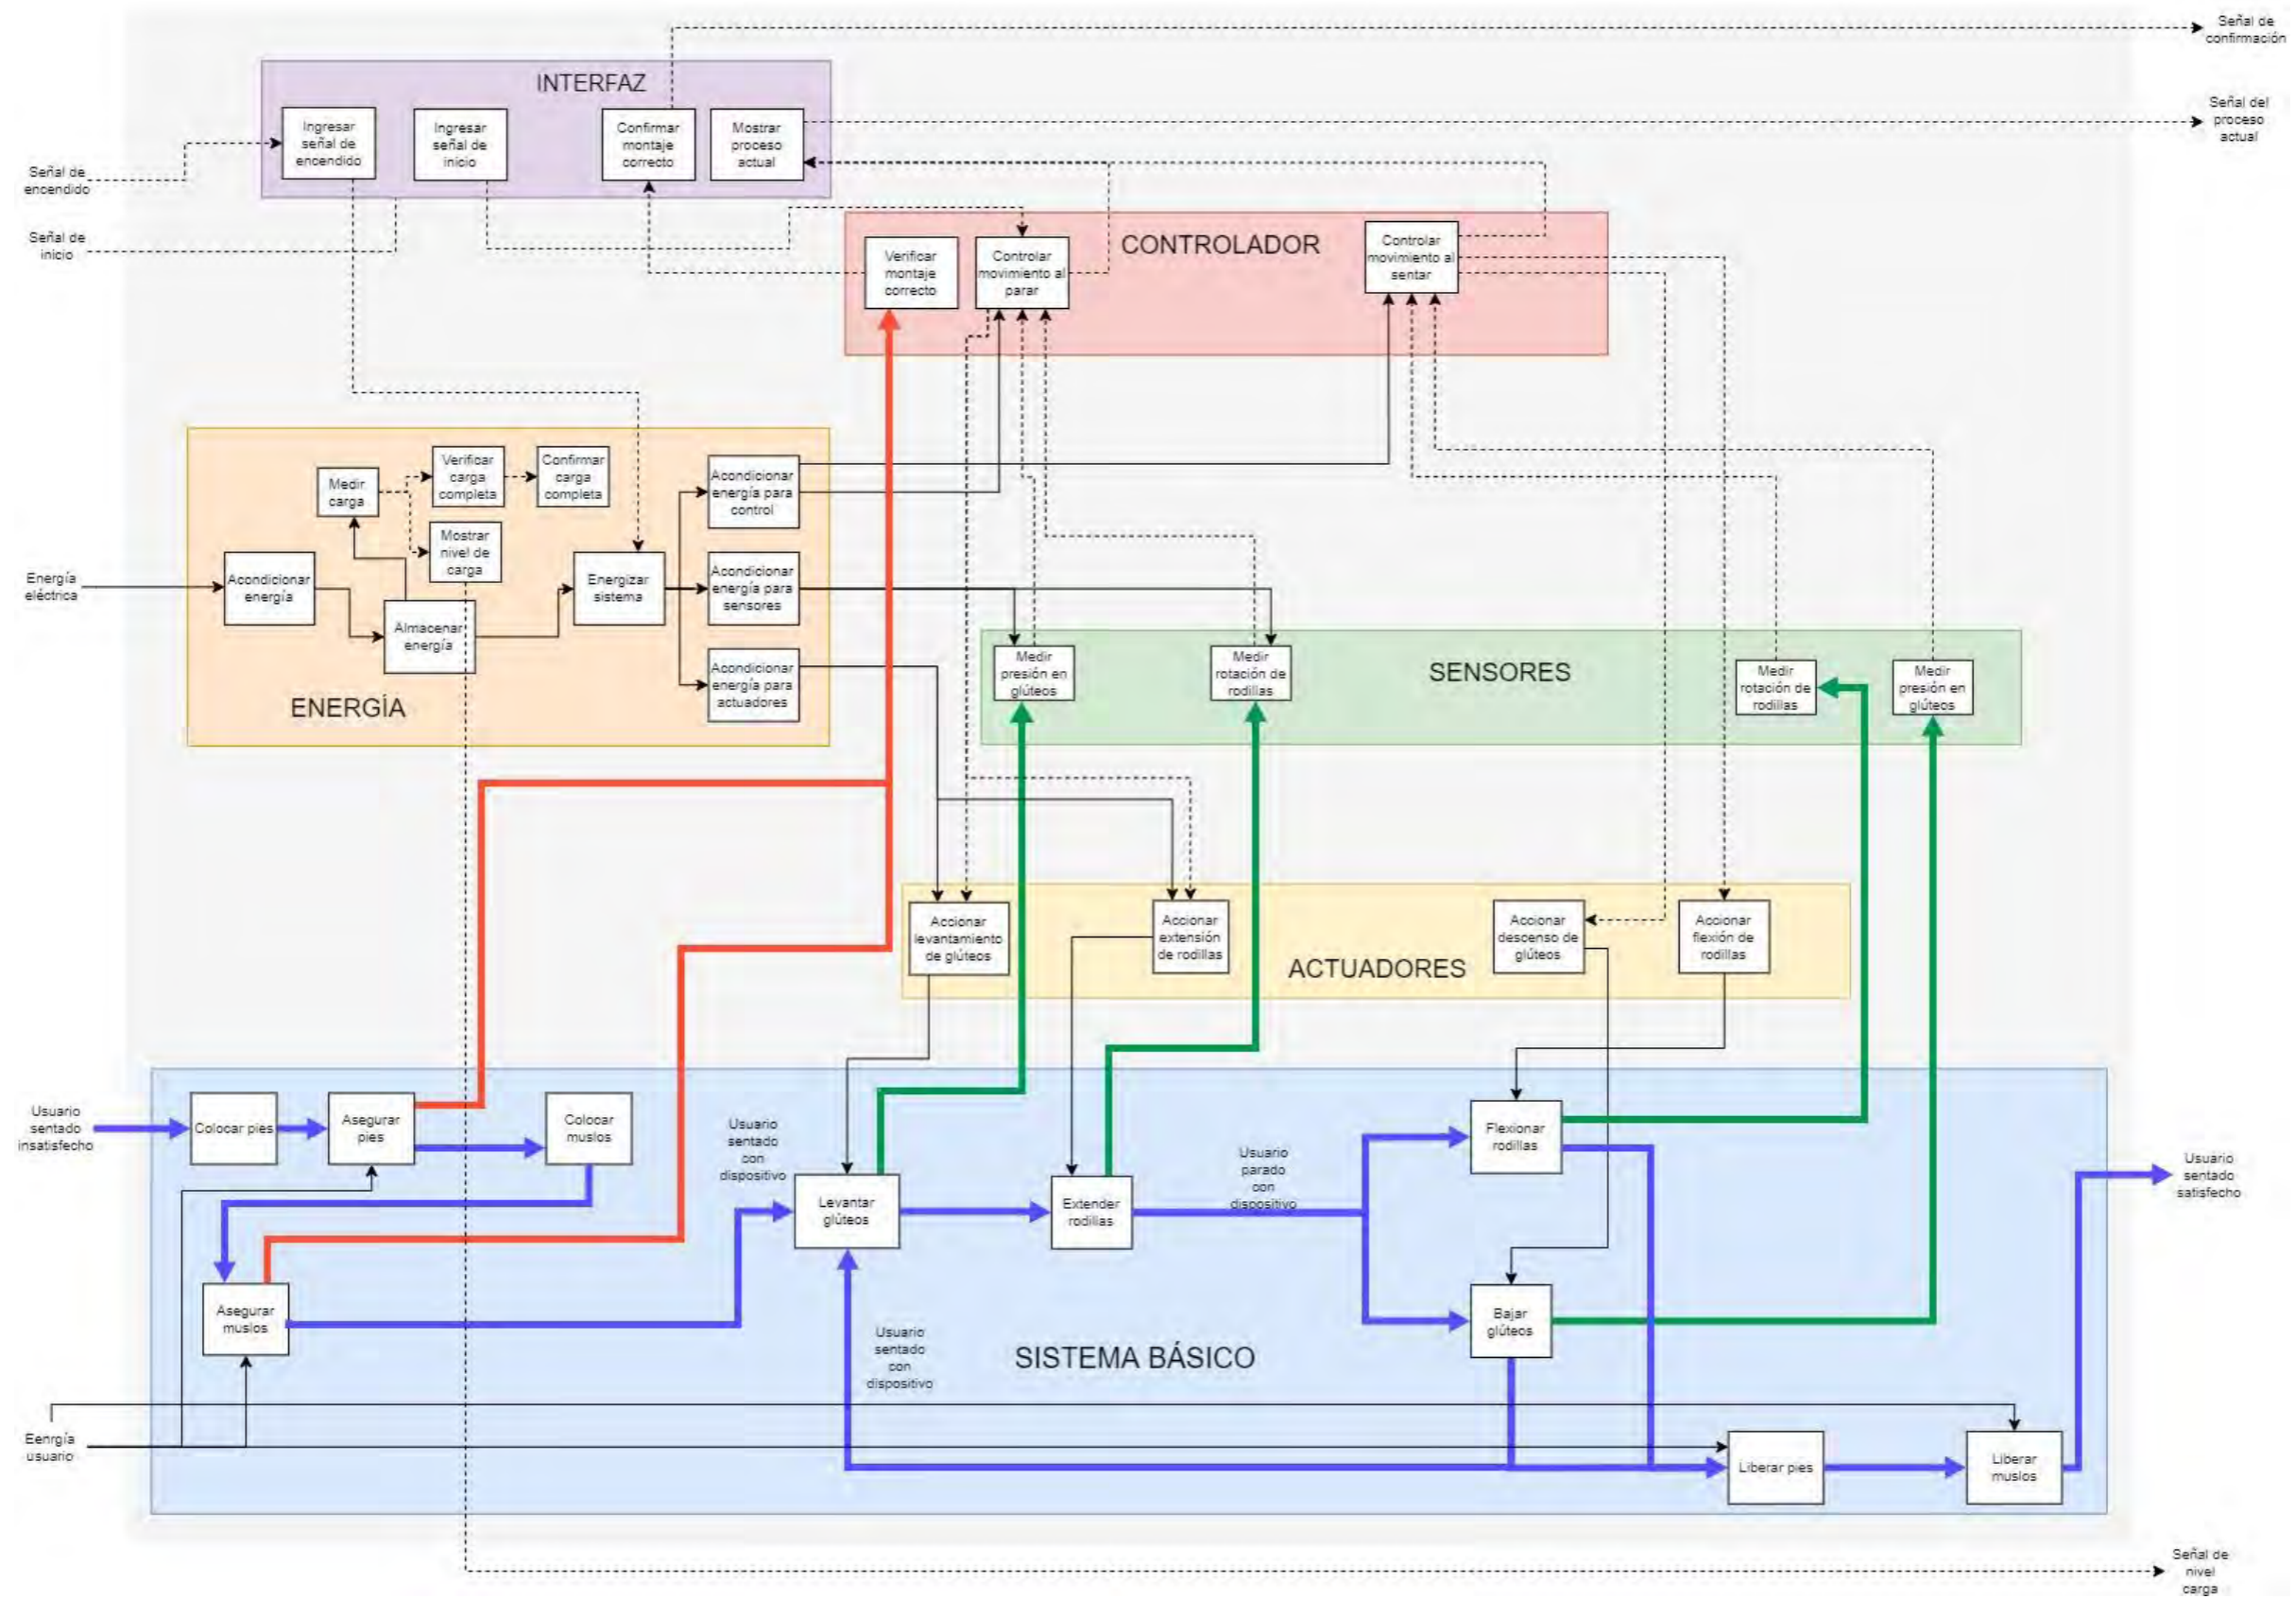 Señal de
confirmación
INTERFAZ
Ingresar
señal de
encendido
Ingresar
señal de
inicio
Confirmar
montaje
correcto
Mostrar
proceso
actual
Señal del
proceso
actual
Señal de
encendido
Señal de
inicio
CONTROLADOR
Verificar
montaje
correcto
Controlar
movimiento al
parar
Controlar
movimiento al
sentar
Medir
carga
Verificar
carga
completa
Confirmar
carga
completa
Mostrar
nivel de
carga
Acondicionar
energía para
control
Energía
eléctrica
Acondicionar
energía
Almacenar
energía
Energizar
sistema
Acondicionar
energía para
sensores
Acondicionar
energía para
actuadores
ENERGÍA
Medir
presión en
glúteos
Medir
rotación de
rodillas
SENSORES
Medir
rotación de
rodillas
Medir
presión en
glúteos
Accionar
levantamiento
de glúteos
Accionar
extensión
de rodillas
ACTUADORES
Accionar
descenso de
glúteos
Accionar
flexión de
rodillas
Usuario
sentado
insatisfecho
Colocar pies
Asegurar
pies
Colocar
muslos
Usuario
sentado
con
dispositivo
Levantar
glúteos
Extender
rodillas
Usuario
parado
con
dispositivo
Flexionar
rodillas
Usuario
sentado
satisfecho
Asegurar
muslos
Usuario
sentado
con
dispositivo
SISTEMA BÁSICO
Bajar
glúteos
Eenrgía
usuario
Liberar pies
Liberar
muslos
Señal de
nivel
carga